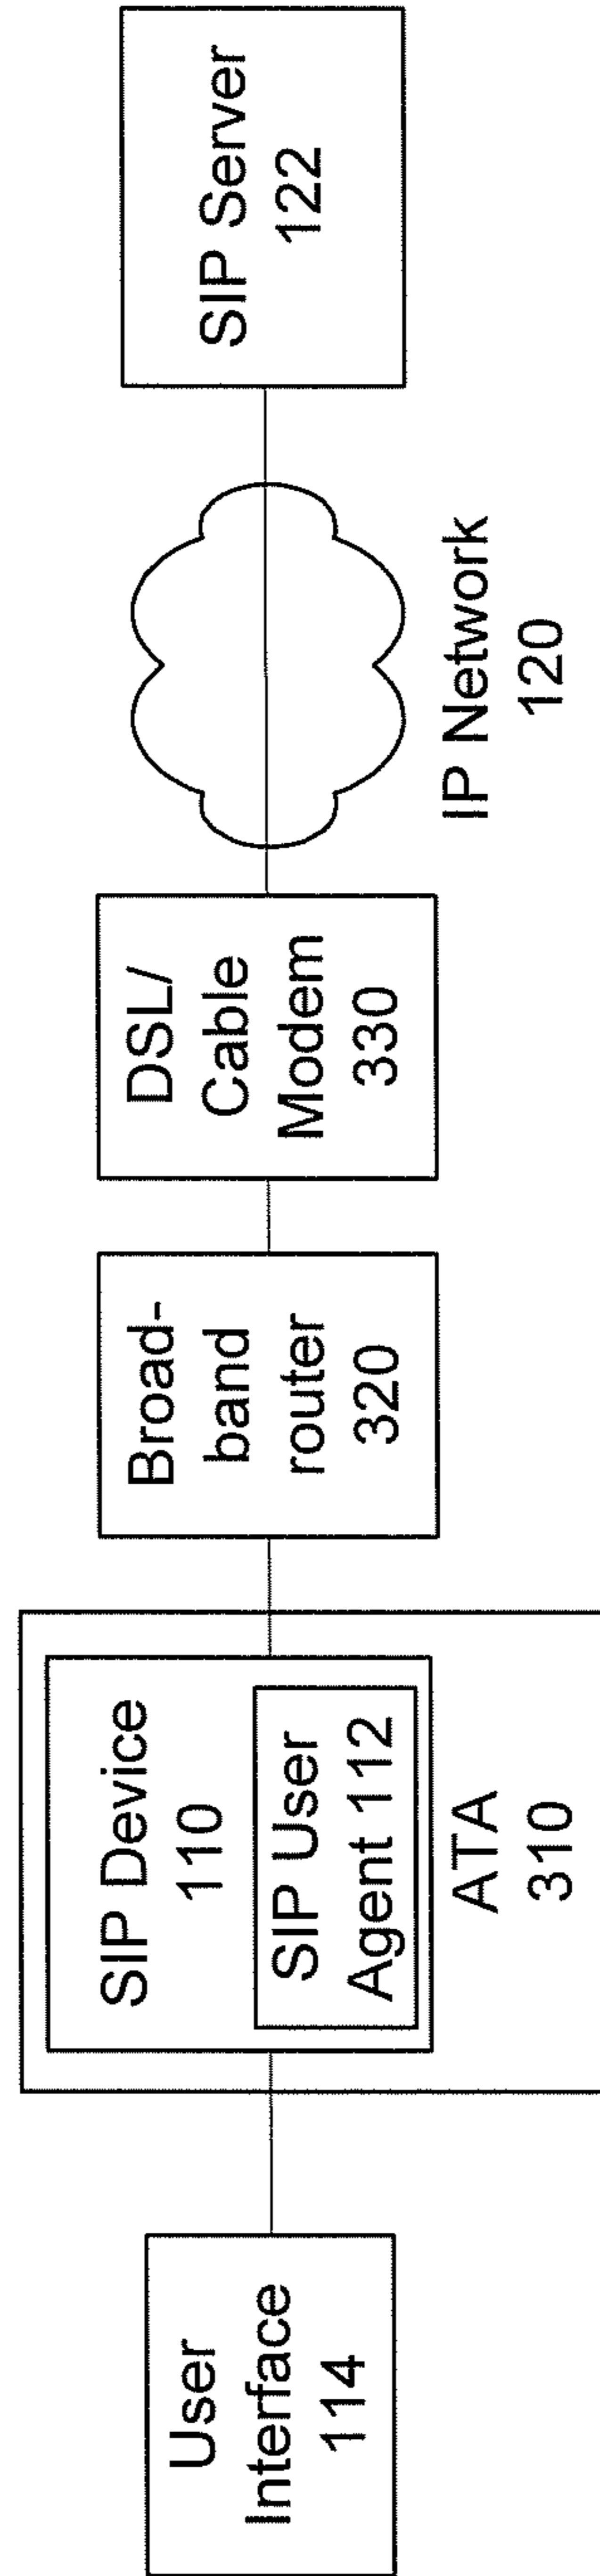 User
Interface
114
SIP Device
110
SIP User
Agent 112
ATA
310
Broad-
band
router
320
DSL/
Cable
Modem
330
IP Network
120
SIP Server
122